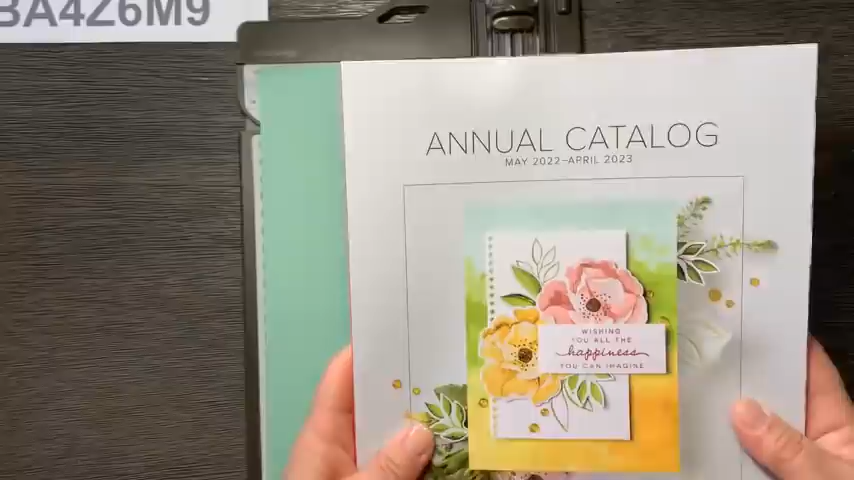 BA4Z6M9
ANNUAL CATALOG
MAY 2022–APRIL 2023
WISHING
YOU ALL THE
happiness
YOU CAN IMAGINE